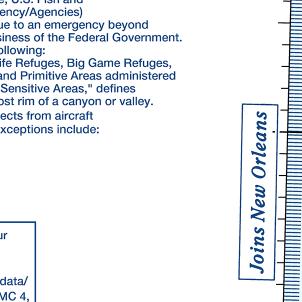 e, U.S. Fish and
ency/Agencies)
ue to an emergency beyond
siness of the Federal Government.
ollowing:
ife Refuges, Big Game Refuges,
and Primitive Areas administered
Sensitive Areas," defines
ost rim of a canyon or valley.
ects from aircraft
xceptions include:
Joins New Orleans
ur
data/
MC 4,